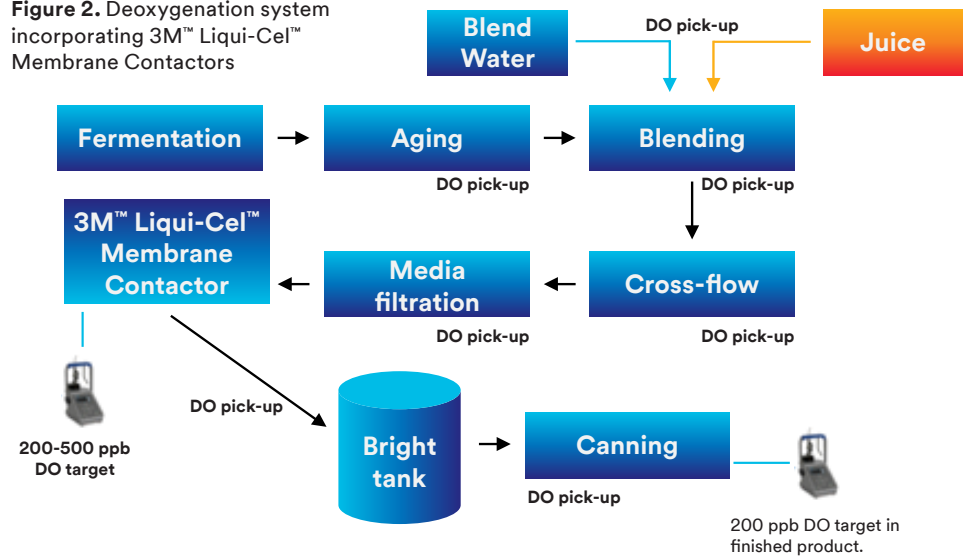 Figure 2. Deoxygenation system
incorporating 3M™ Liqui-Cel™
Membrane Contactors
Blend
Water
DO pick-up
Juice
Fermentation
Aging
Blending
DO pick-up
DO pick-up
3M™ Liqui-Cel™
Membrane
Contactor
Media
filtration
Cross-flow
DO pick-up
DO pick-up
DO pick-up
200-500 ppb
DO target
Bright
tank
Canning
DO pick-up
200 ppb DO target in
finished product.